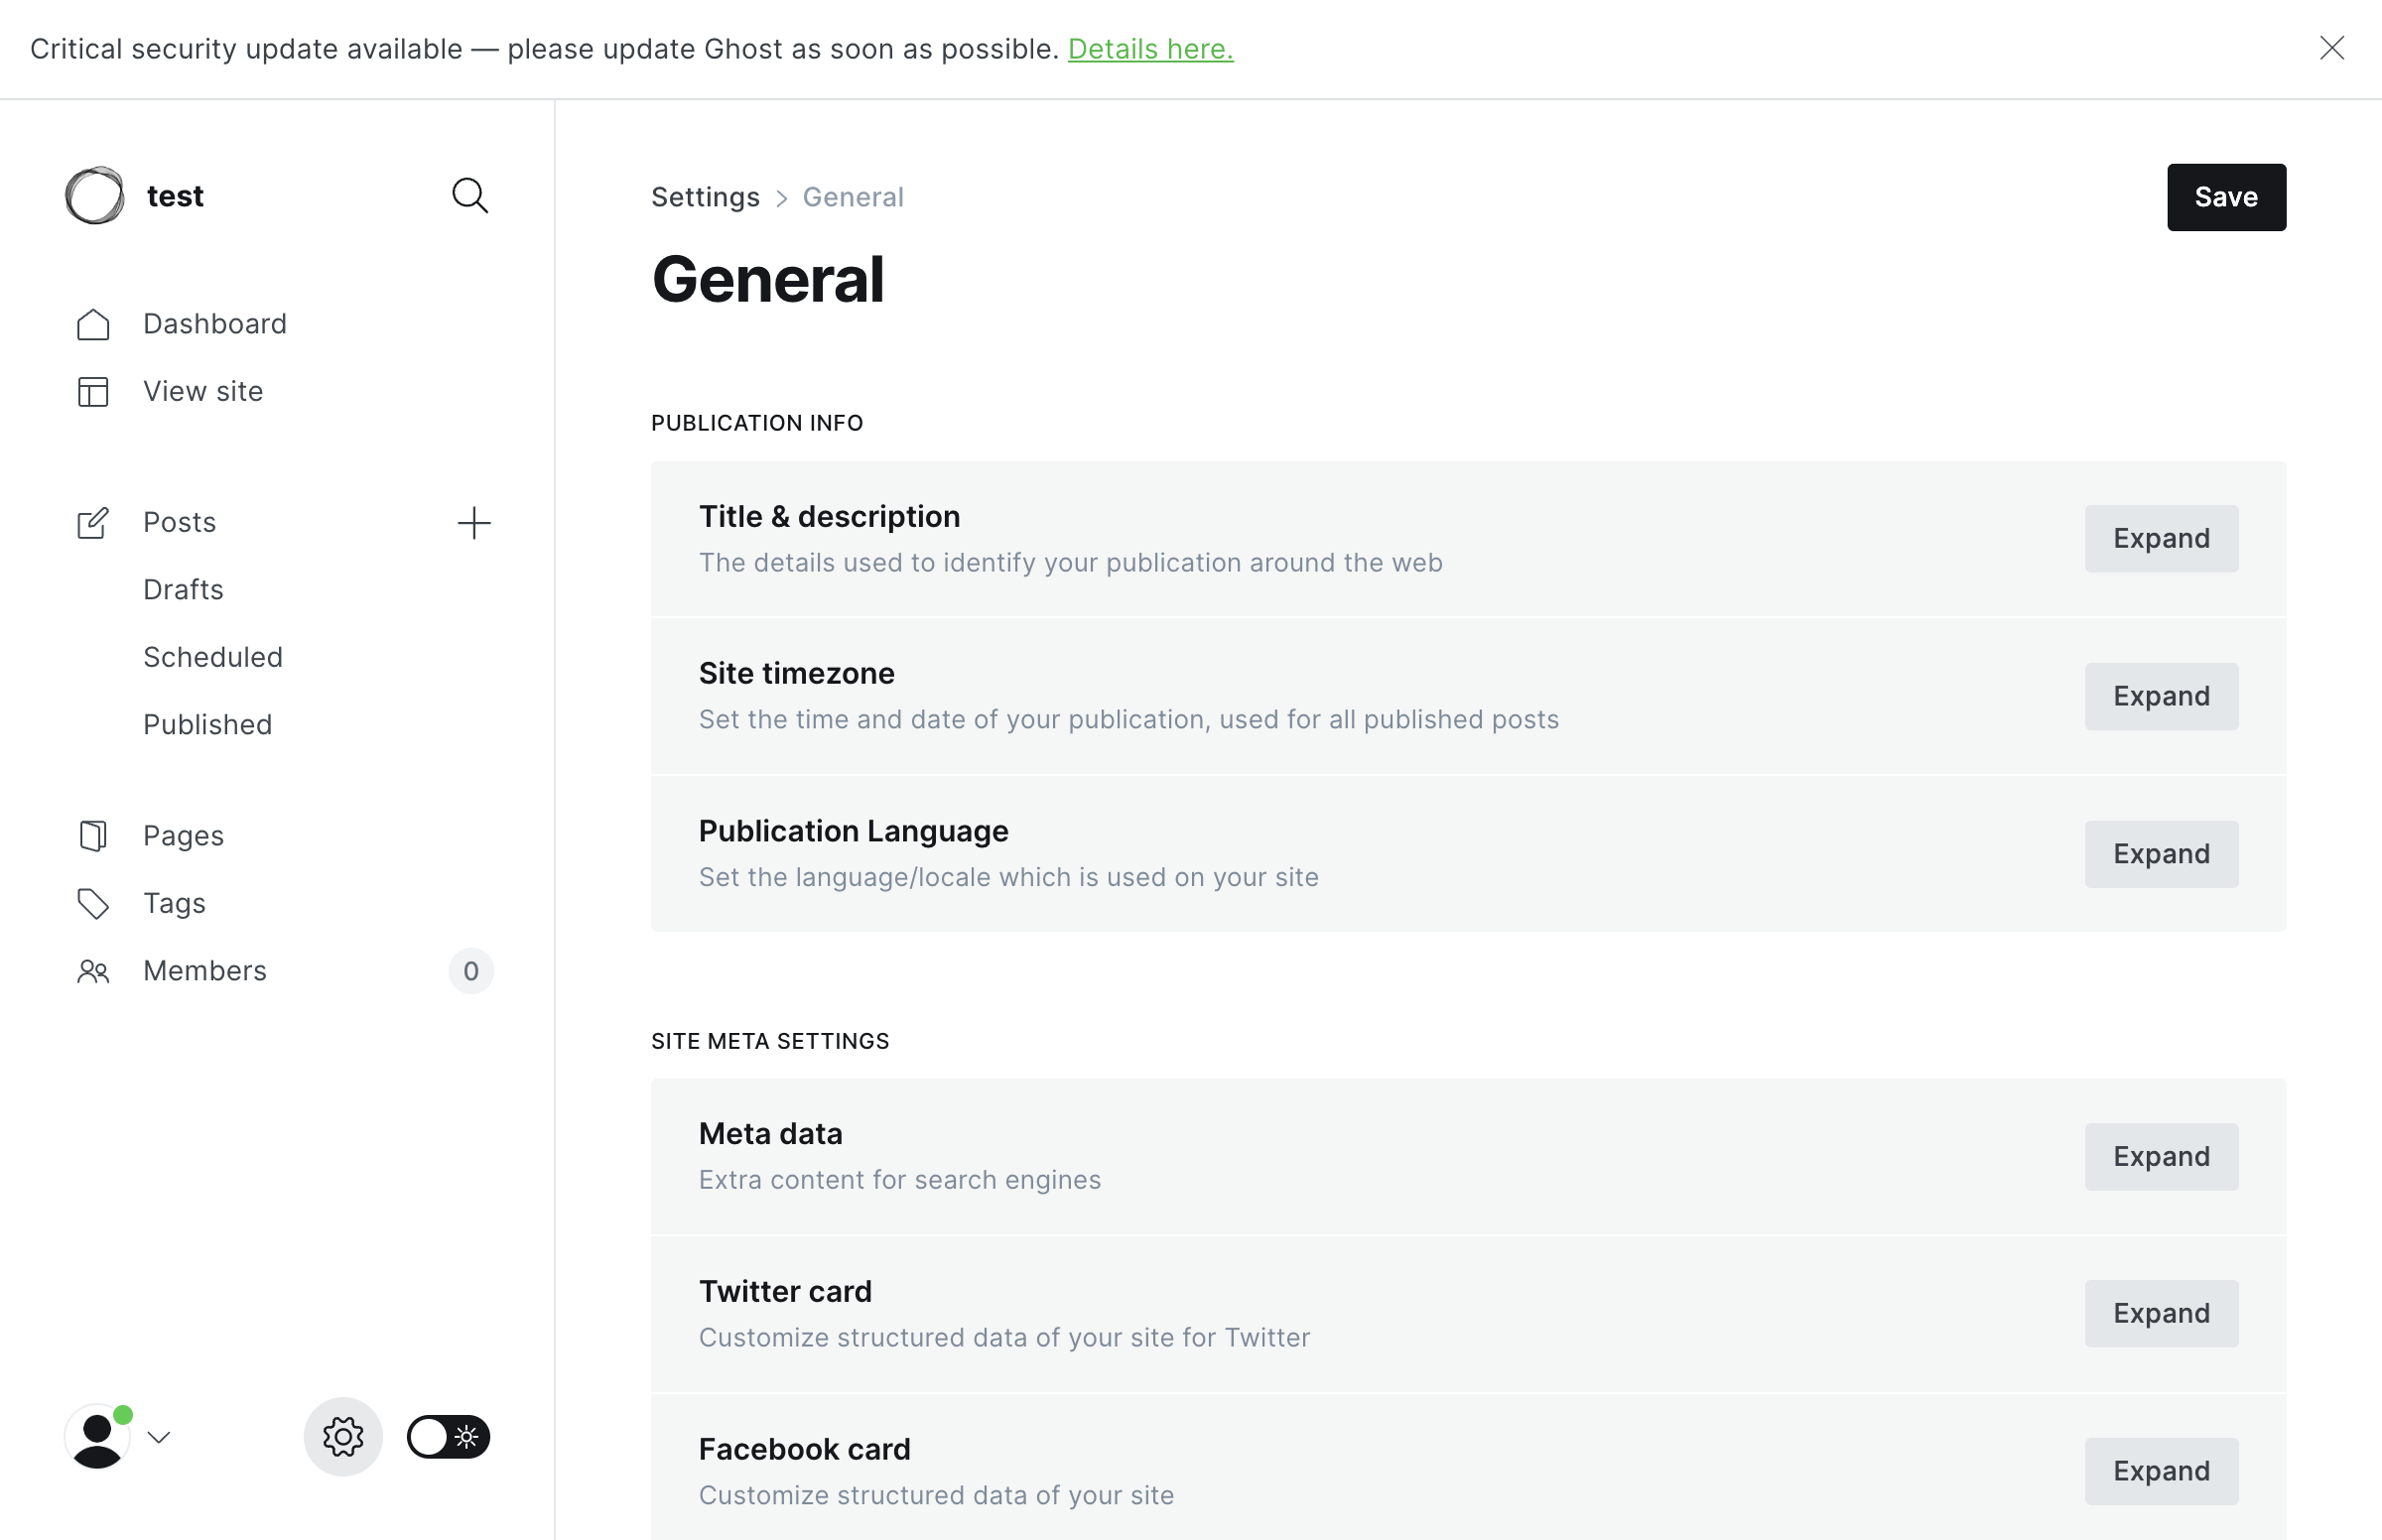 Critical security update available — please update Ghost as soon as possible. Details here.
test
Dashboard
View site
Posts
Drafts
Scheduled
Published
Pages
Tags
Members 0
Settings > General
Save
General
PUBLICATION INFO
Title & description
The details used to identify your publication around the web
Expand
Site timezone
Set the time and date of your publication, used for all published posts
Expand
Publication Language
Set the language/locale which is used on your site
Expand
SITE META SETTINGS
Meta data
Extra content for search engines
Expand
Twitter card
Customize structured data of your site for Twitter
Expand
Facebook card
Customize structured data of your site
Expand